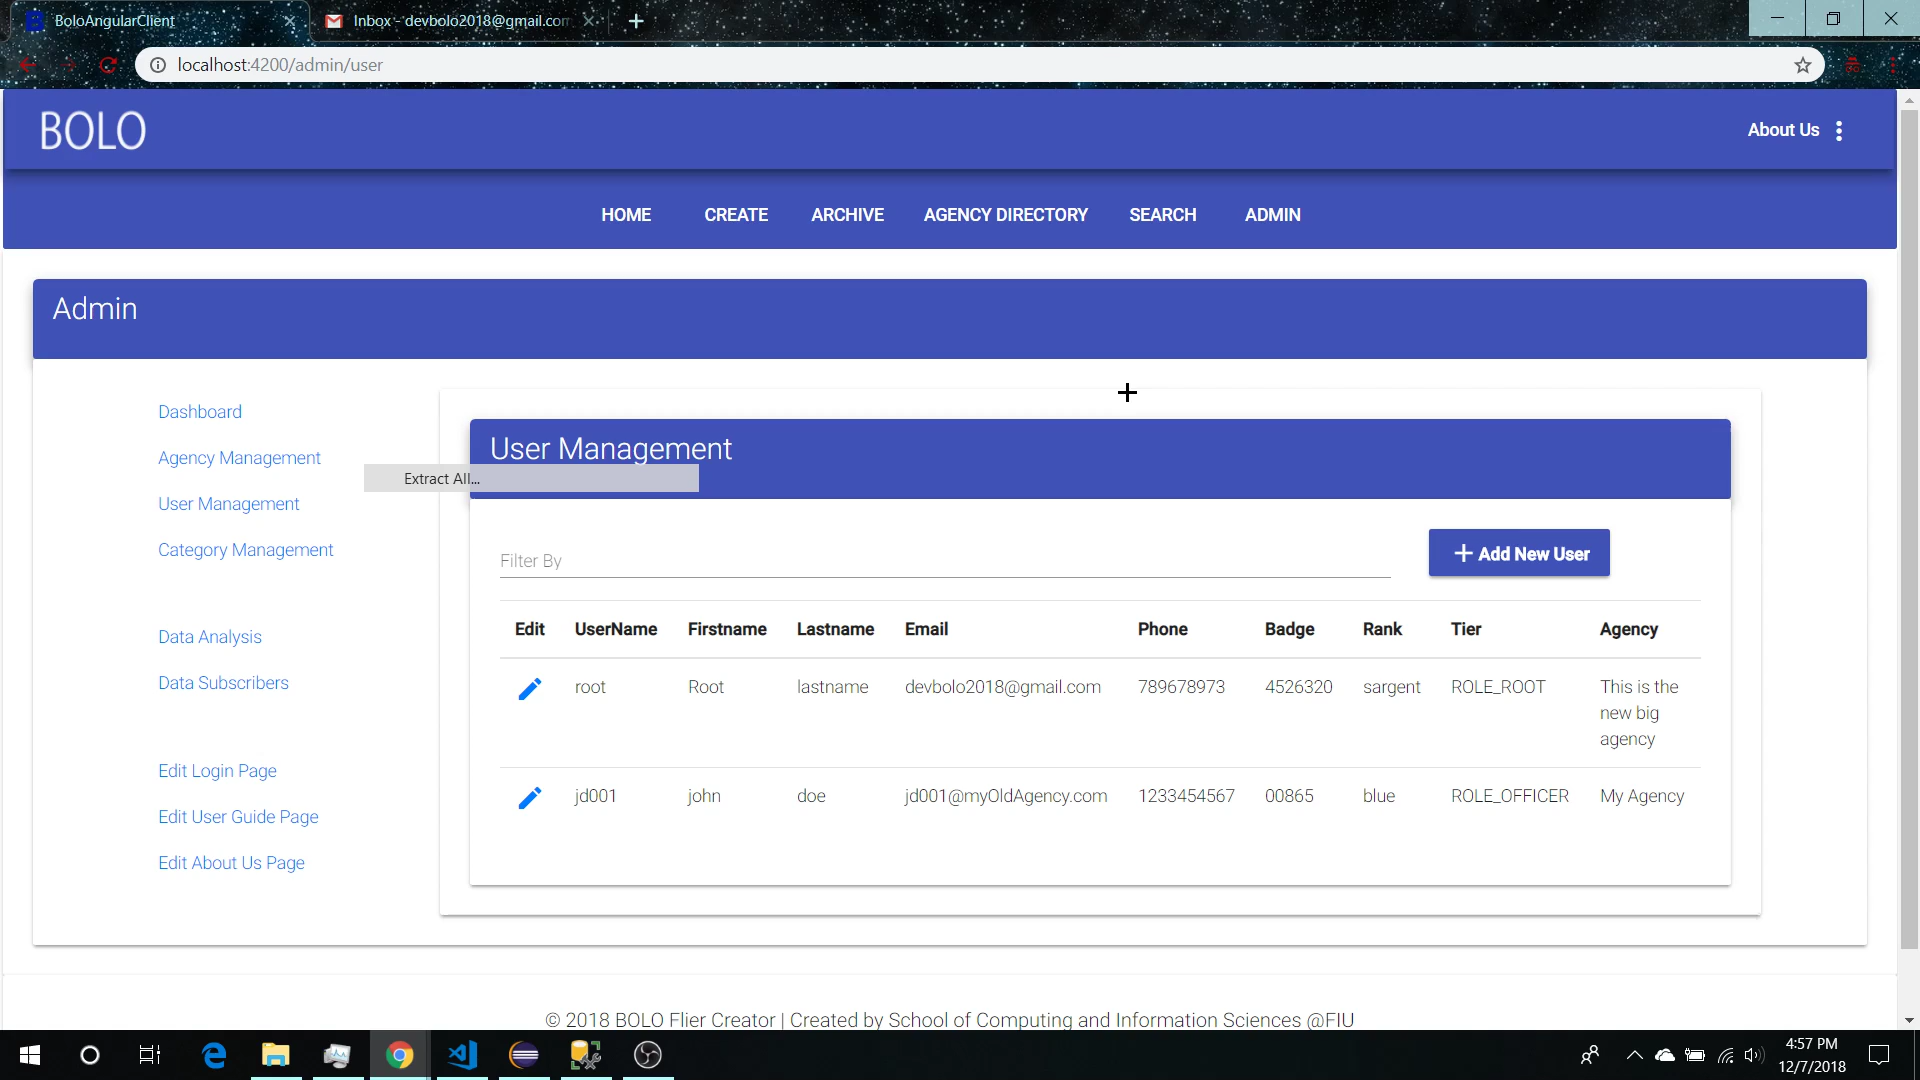 BoloAngularClient
Inbox - devbolo2018@gmail.com
localhost:4200/admin/user
BOLO
About Us
HOME CREATE ARCHIVE AGENCY DIRECTORY SEARCH ADMIN
Admin
Dashboard
Agency Management
User Management
Category Management
Data Analysis
Data Subscribers
Edit Login Page
Edit User Guide Page
Edit About Us Page
User Management
Extract All...
Filter By
Add New User
Edit UserName Firstname Lastname Email Phone Badge Rank Tier Agency
root Root lastname devbolo2018@gmail.com 789678973 4526320 sargent ROLE_ROOT This is the
new big
agency
jd001 john doe jd001@myOldAgency.com 1233454567 00865 blue ROLE_OFFICER My Agency
© 2018 BOLO Flier Creator | Created by School of Computing and Information Sciences @FIU
4:57 PM
12/7/2018